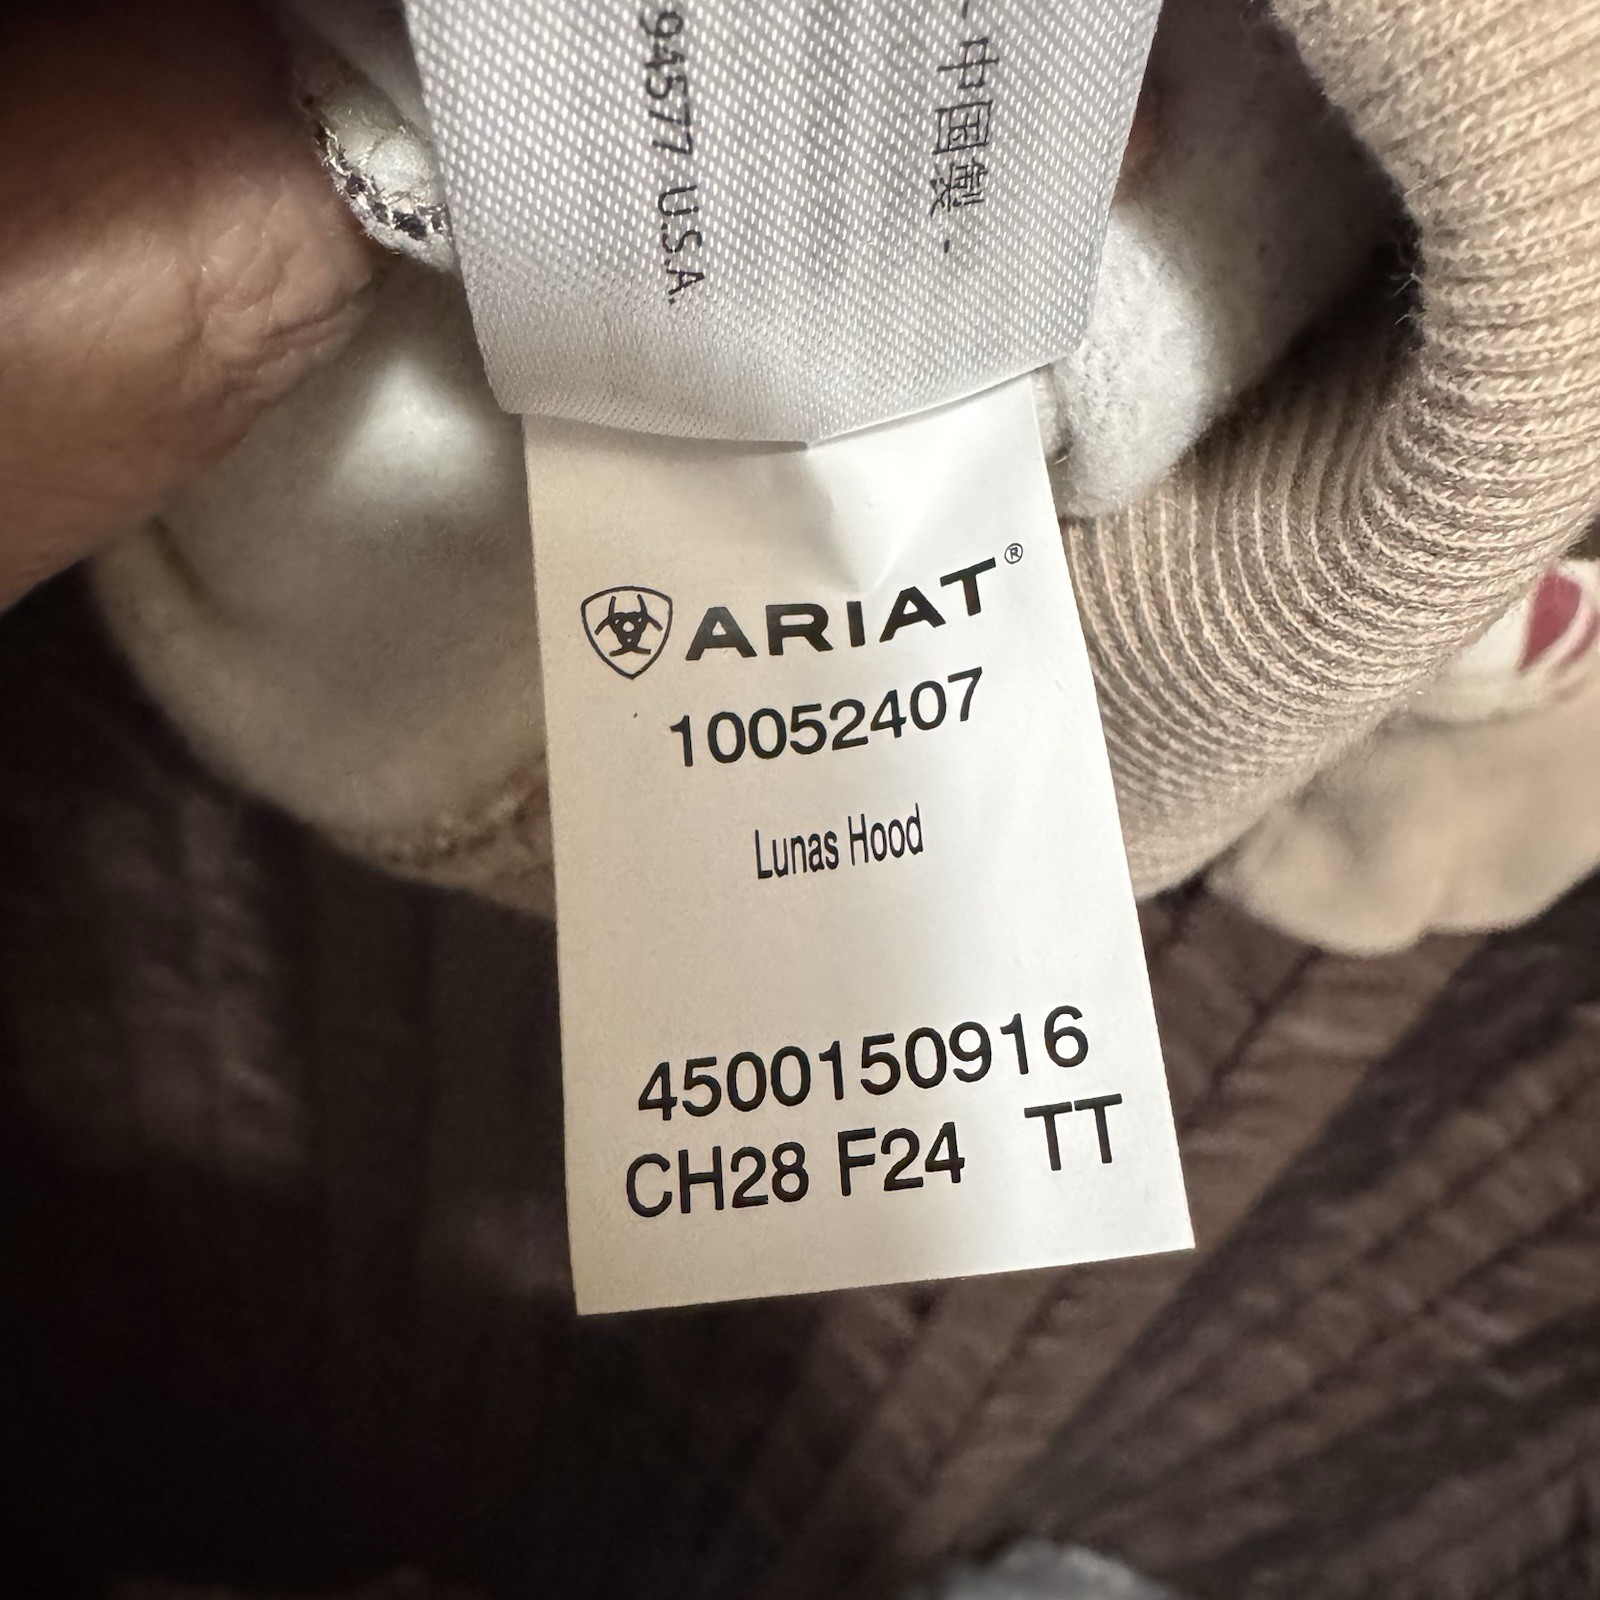 94577 U.S.A.
- 中国製 -
ARIAT®
10052407
Lunas Hood
4500150916
CH28 F24 TT